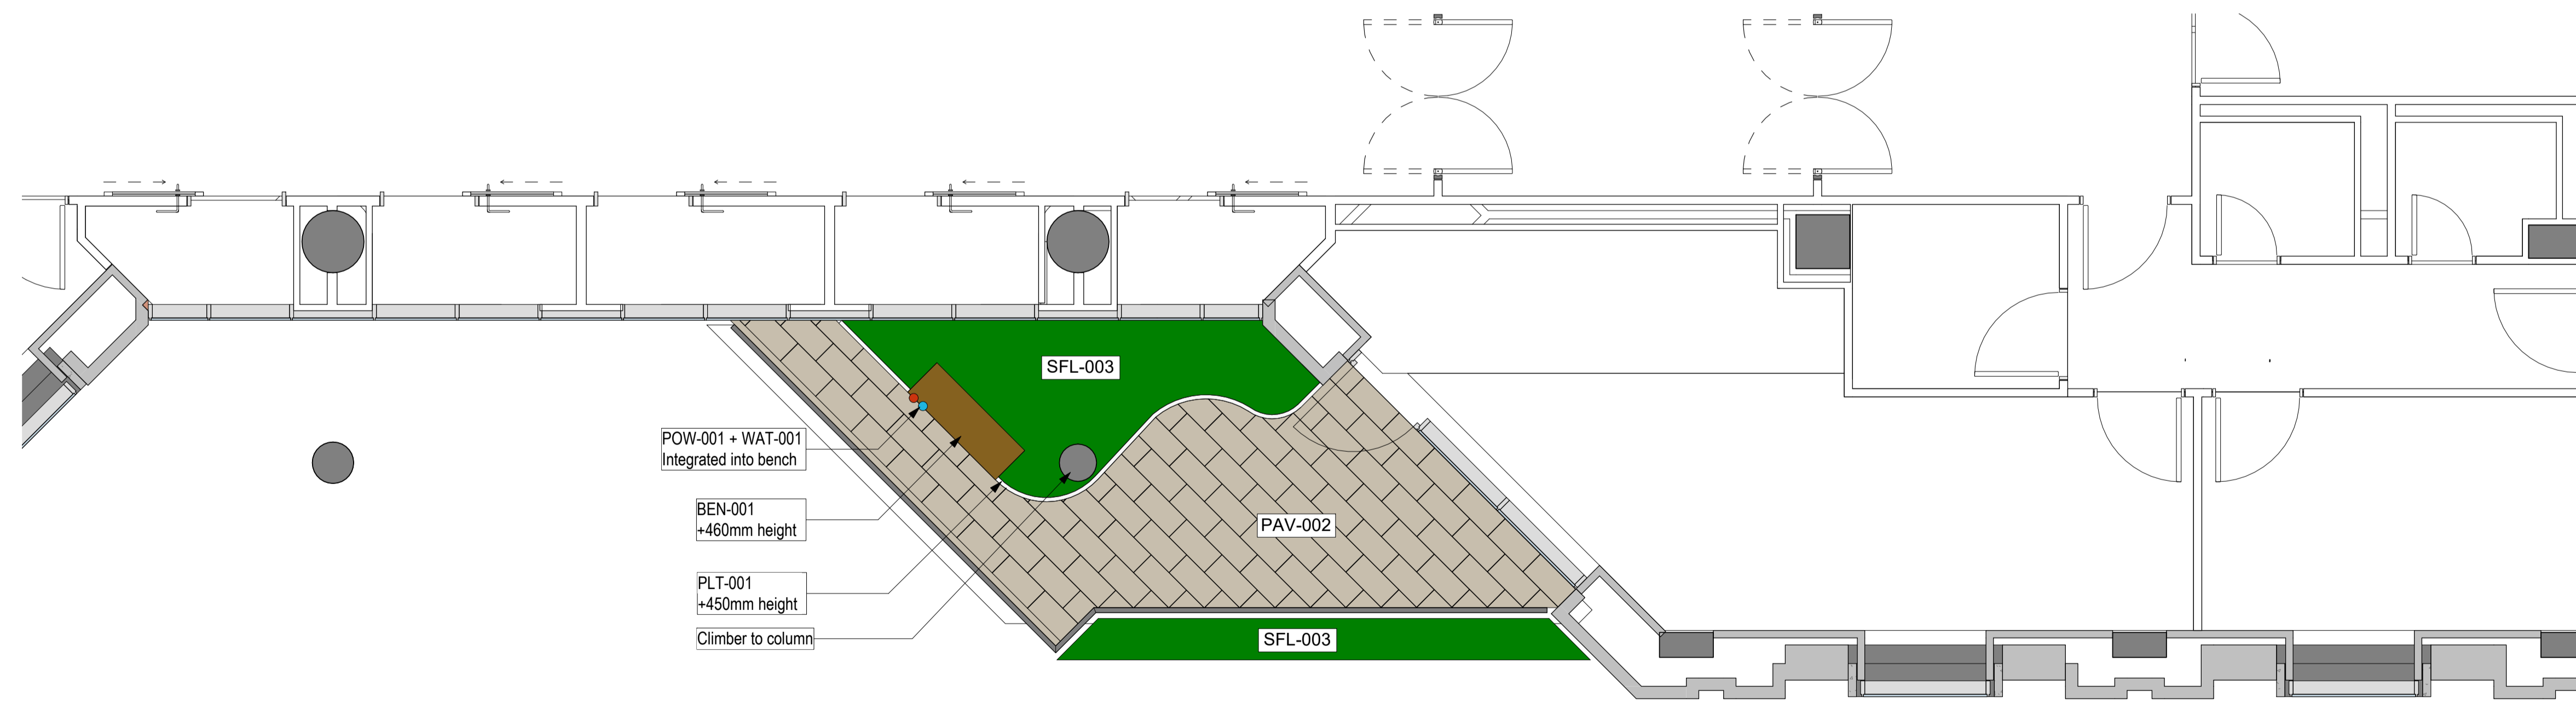 SFL-003
POW-001 + WAT-001
Integrated into bench
BEN-001
+460mm height
PAV-002
PLT-001
+450mm height
Climber to column
SFL-003